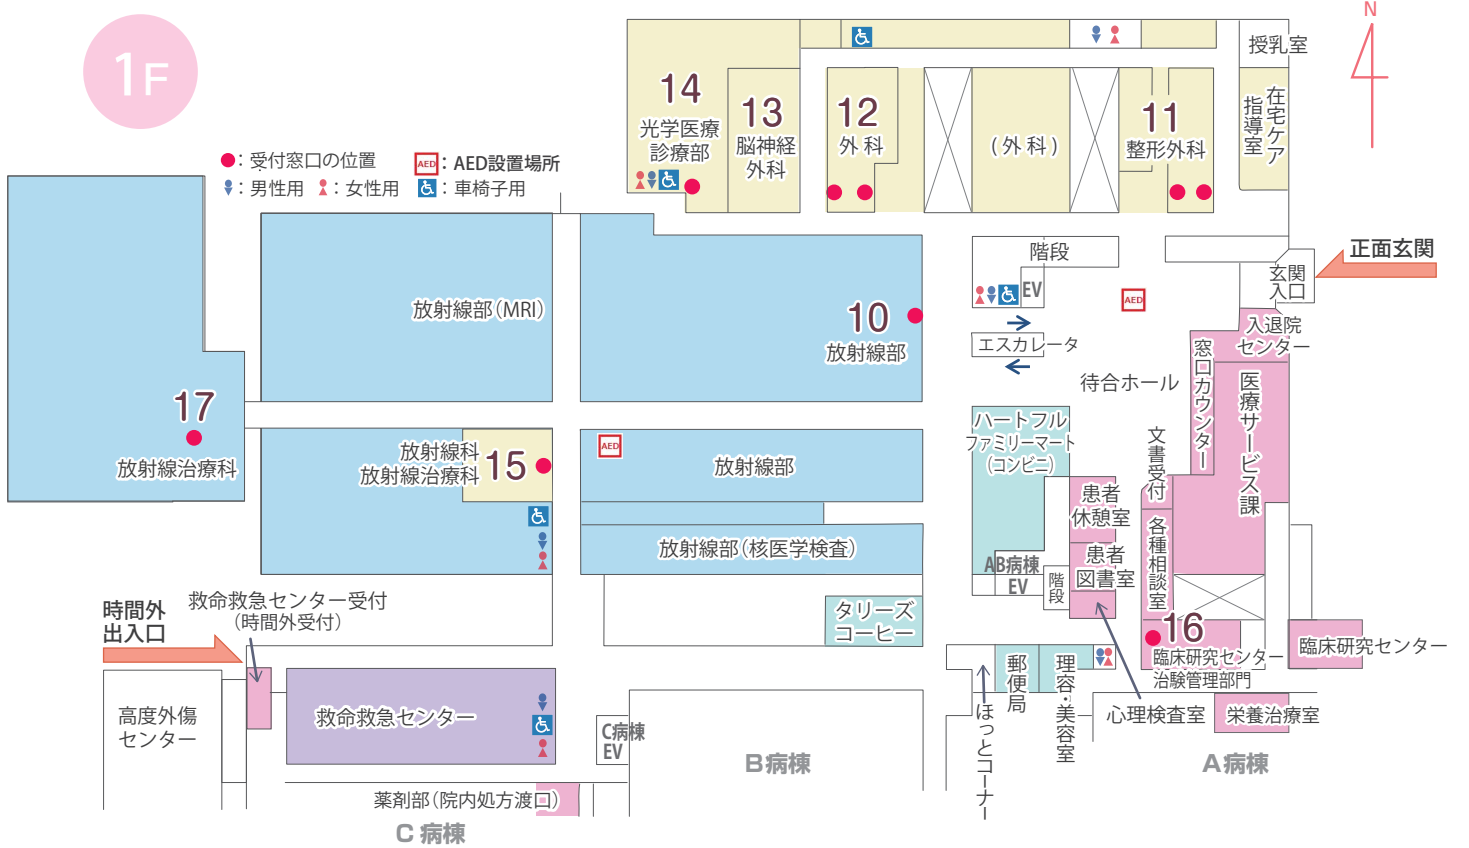 1F
N
●：受付窓口の位置
AED：AED設置場所
：男性用
：女性用
：車椅子用
14
光学医療
診療部
13
脳神経
外科
12
外 科
(外科)
11
整形外科
授乳室
在宅ケア
指導室
正面玄関
玄関
入口
階段
EV
AED
エスカレータ
待合ホール
入退院
センター
窓口カウンター
医療サービス課
文書受付
各種相談室
放射線部(MRI)
10
放射線部
17
放射線治療科
放射線科
放射線治療科
15
AED
放射線部
放射線部(核医学検査)
ハートフル
ファミリーマート
(コンビニ)
患者
休憩室
患者
図書室
AB病棟
EV
階段
タリーズ
コーヒー
16
臨床研究センター
治験管理部門
臨床研究センター
時間外
出入口
救命救急センター受付
(時間外受付)
高度外傷
センター
救命救急センター
C病棟
EV
B病棟
郵便局
理容・美容室
ほっとコーナー
心理検査室
栄養治療室
A病棟
薬剤部(院内処方渡口)
C 病棟